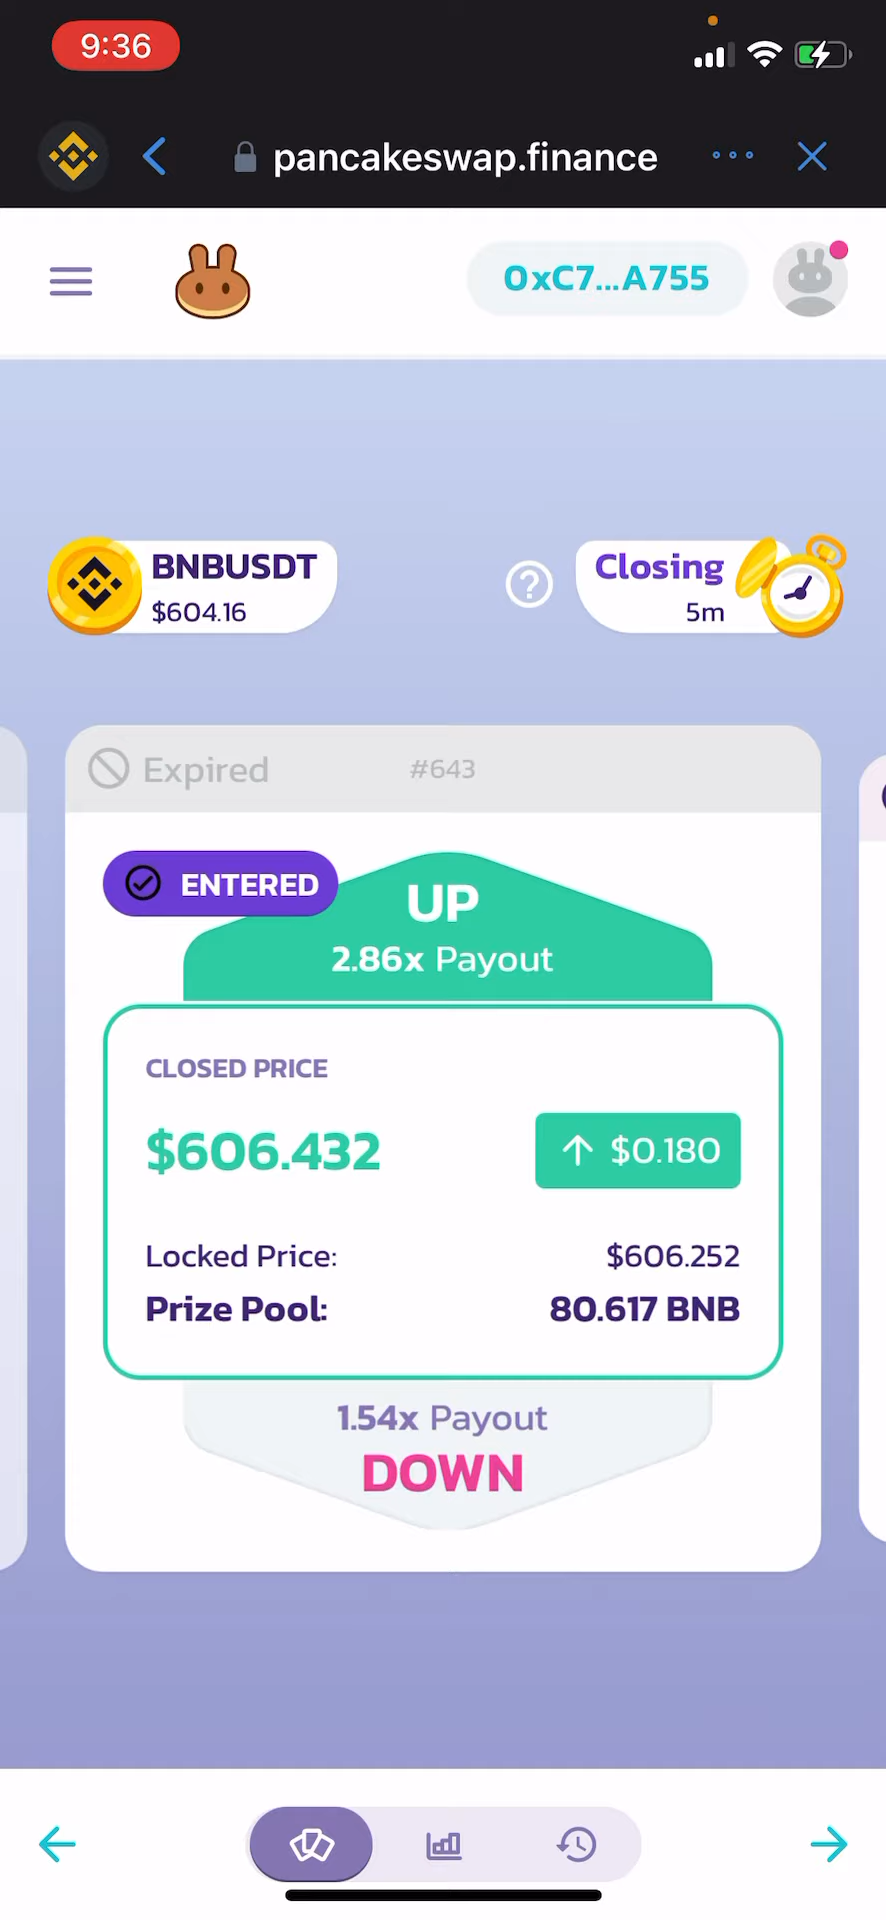 9:36
pancakeswap.finance
0xC7...A755
BNBUSDT
$604.16
Closing
5m
Expired
#643
ENTERED
UP
2.86x Payout
CLOSED PRICE
$606.432
$0.180
Locked Price:
$606.252
Prize Pool:
80.617 BNB
1.54x Payout
DOWN